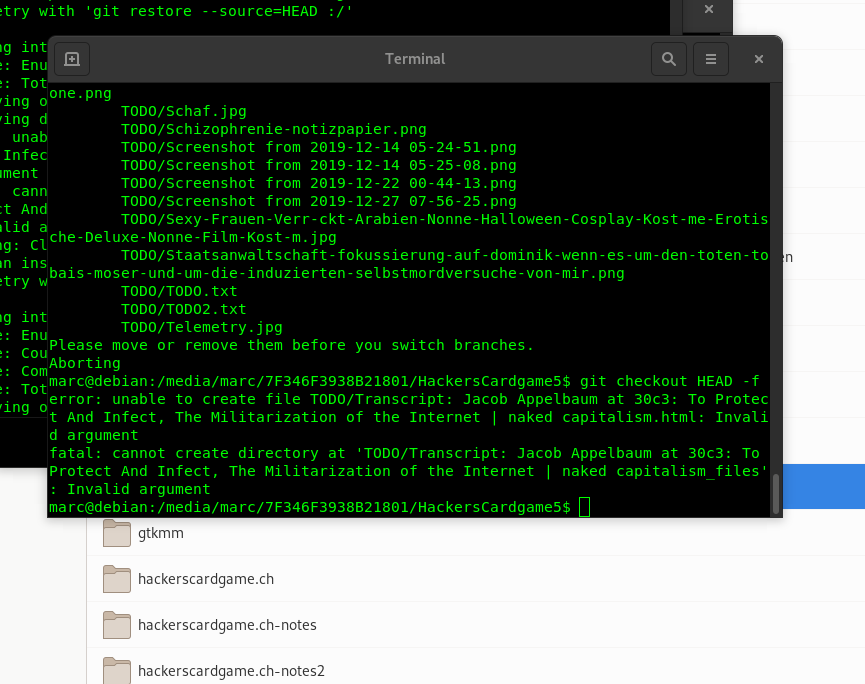 etry with 'git restore --source=HEAD :/'
ng int
e: Enu
e: Tot
ving o
ving d
unab
Infec
ument
cann
ct And
alid a
ng: Cl
an ins
etry w
ng int
e: Enu
e: Cou
e: Com
e: Tot
ving o
Terminal
one.png
TODO/Schaf.jpg
TODO/Schizophrenie-notizpapier.png
TODO/Screenshot from 2019-12-14 05-24-51.png
TODO/Screenshot from 2019-12-14 05-25-08.png
TODO/Screenshot from 2019-12-22 00-44-13.png
TODO/Screenshot from 2019-12-27 07-56-25.png
TODO/Sexy-Frauen-Verr-ckt-Arabien-Nonne-Halloween-Cosplay-Kost-me-Erotis
che-Deluxe-Nonne-Film-Kost-m.jpg
TODO/Staatsanwaltschaft-fokussierung-auf-dominik-wenn-es-um-den-toten-to
bais-moser-und-um-die-induzierten-selbstmordversuche-von-mir.png
TODO/TODO.txt
TODO/TODO2.txt
TODO/Telemetry.jpg
Please move or remove them before you switch branches.
Aborting
marc@debian:/media/marc/7F346F3938B21801/HackersCardgame5$ git checkout HEAD -f
error: unable to create file TODO/Transcript: Jacob Appelbaum at 30c3: To Protec
t And Infect, The Militarization of the Internet | naked capitalism.html: Invali
d argument
fatal: cannot create directory at 'TODO/Transcript: Jacob Appelbaum at 30c3: To
Protect And Infect, The Militarization of the Internet | naked capitalism_files'
: Invalid argument
marc@debian:/media/marc/7F346F3938B21801/HackersCardgame5$
en
gtkmm
hackerscardgame.ch
hackerscardgame.ch-notes
hackerscardgame.ch-notes2